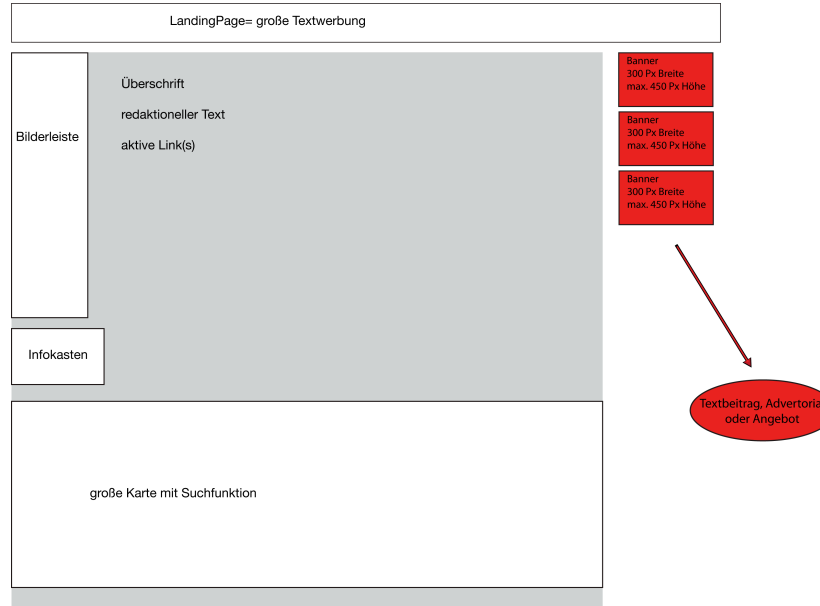 LandingPage= große Textwerbung
Überschrift
redaktioneller Text
aktive Link(s)
Bilderleiste
Infokasten
große Karte mit Suchfunktion
Banner
300 Px Breite
max. 450 Px Höhe
Banner
300 Px Breite
max. 450 Px Höhe
Banner
300 Px Breite
max. 450 Px Höhe
Textbeitrag, Advertoria
oder Angebot